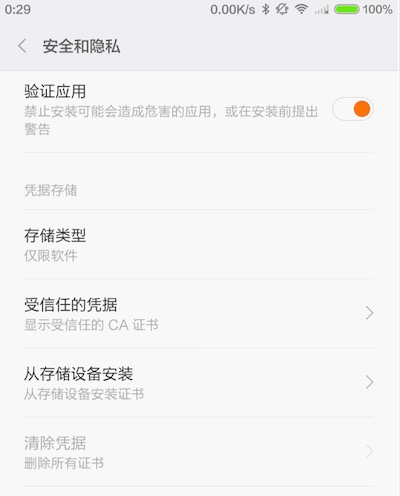 0:29 0.00K/s 100%
安全和隐私
验证应用
禁止安装可能会造成危害的应用，或在安装前提出
警告
凭据存储
存储类型
仅限软件
受信任的凭据
显示受信任的 CA 证书
从存储设备安装
从存储设备安装证书
清除凭据
删除所有证书